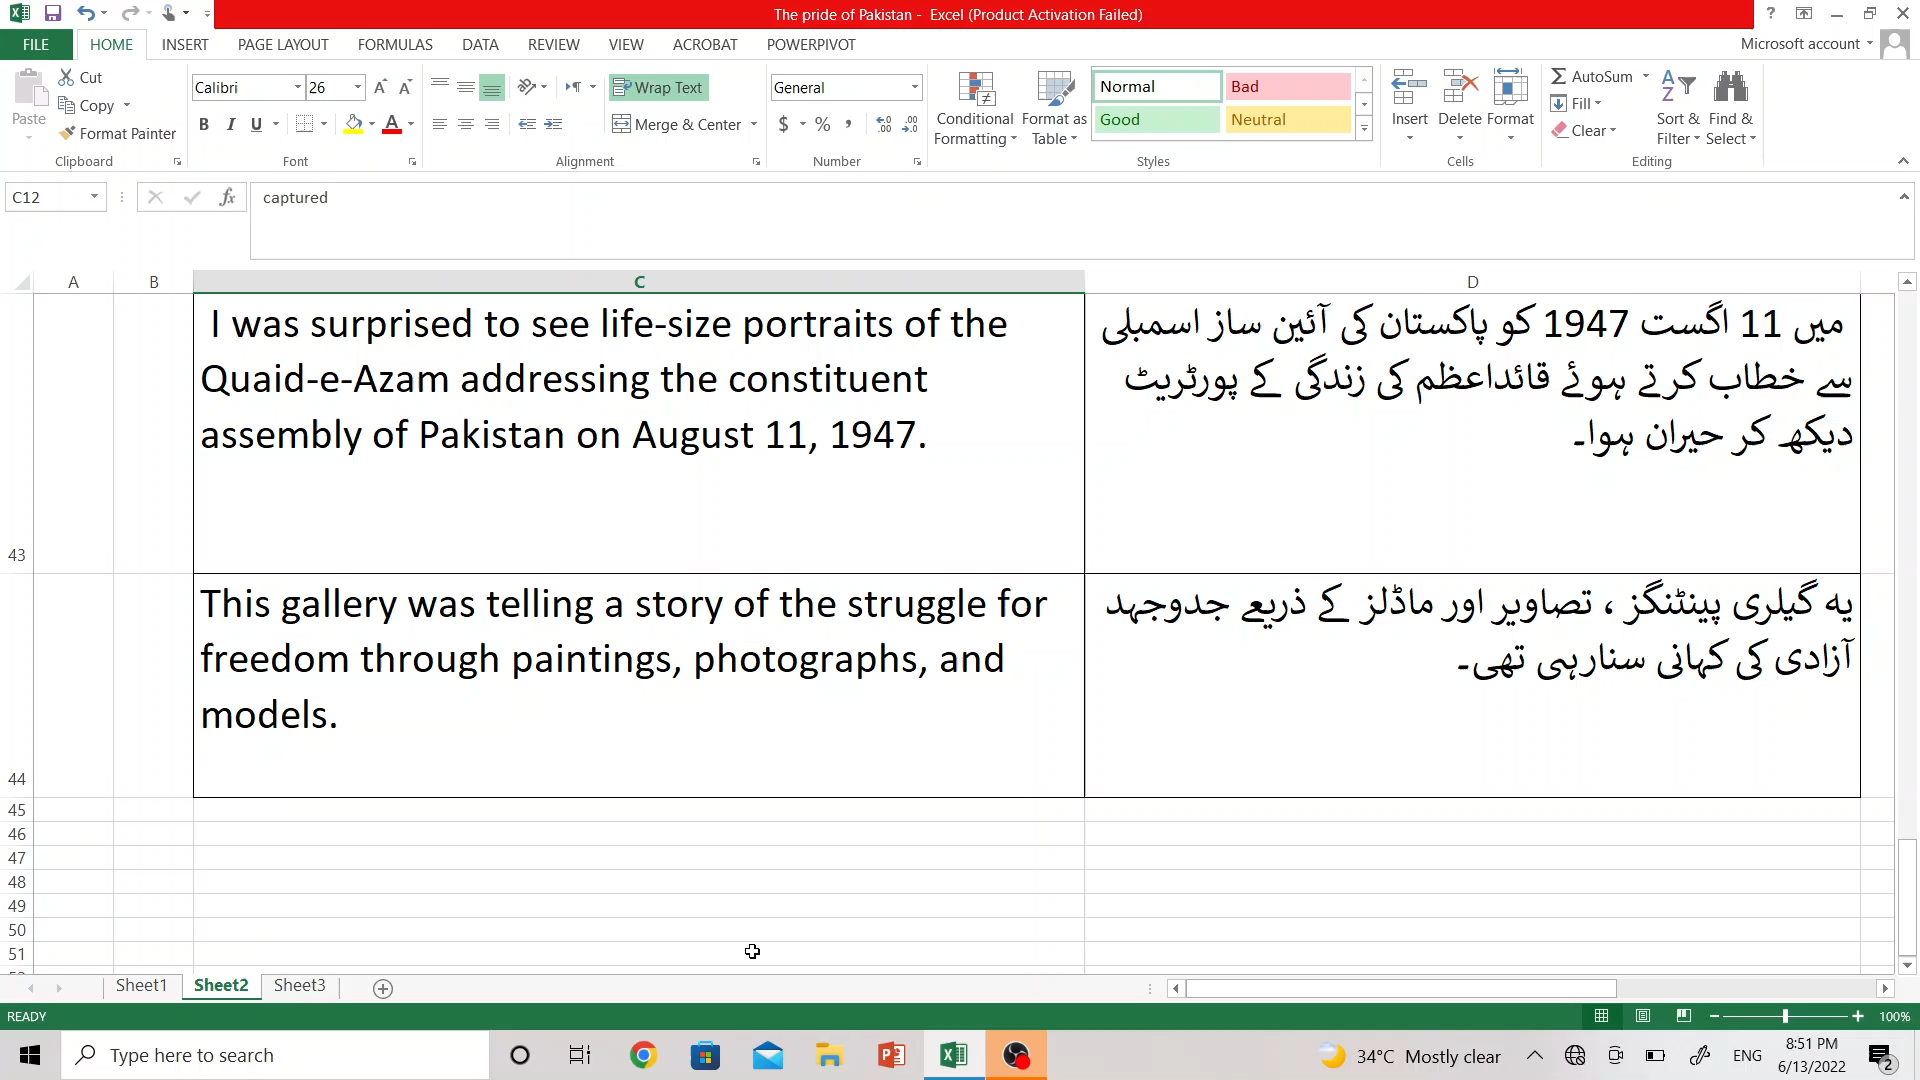 The pride of Pakistan - Excel (Product Activation Failed)
FILE HOME INSERT PAGE LAYOUT FORMULAS DATA REVIEW VIEW ACROBAT POWERPIVOT
Microsoft account
Paste
Cut
Copy
Format Painter
Clipboard
Calibri 26
B I U
Font
Wrap Text
Merge & Center
Alignment
General
$ % ,
Number
Conditional Formatting
Format as Table
Normal Bad
Good Neutral
Styles
Insert Delete Format
Cells
AutoSum
Fill
Clear
Sort & Filter
Find & Select
Editing
C12
fx
captured
A B C D
I was surprised to see life-size portraits of the
Quaid-e-Azam addressing the constituent
assembly of Pakistan on August 11, 1947.
میں 11 اگست 1947 کو پاکستان کی آئین ساز اسمبلی
سے خطاب کرتے ہوئے قائداعظم کی زندگی کے پورٹریٹ
دیکھ کر حیران ہوا۔
43
This gallery was telling a story of the struggle for
freedom through paintings, photographs, and
models.
یہ گیلری پینٹنگز ، تصاویر اور ماڈلز کے ذریعے جدوجہد
آزادی کی کہانی سنارہی تھی۔
44
45
46
47
48
49
50
51
Sheet1 Sheet2 Sheet3
READY
100%
Type here to search
34°C Mostly clear
ENG
8:51 PM
6/13/2022
2